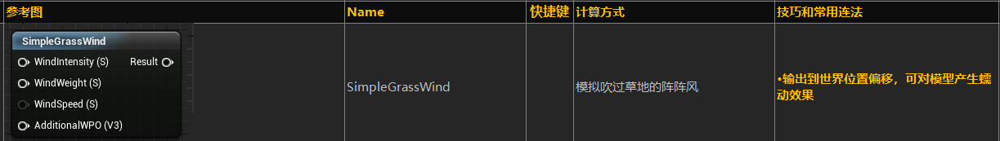 参考图 Name 快捷键 计算方式 技巧和常用连法
SimpleGrassWind
WindIntensity (S) Result
WindWeight (S)
WindSpeed (S)
AdditionalWPO (V3)
SimpleGrassWind
模拟吹过草地的阵阵风
•输出到世界位置偏移，可对模型产生蠕
动效果